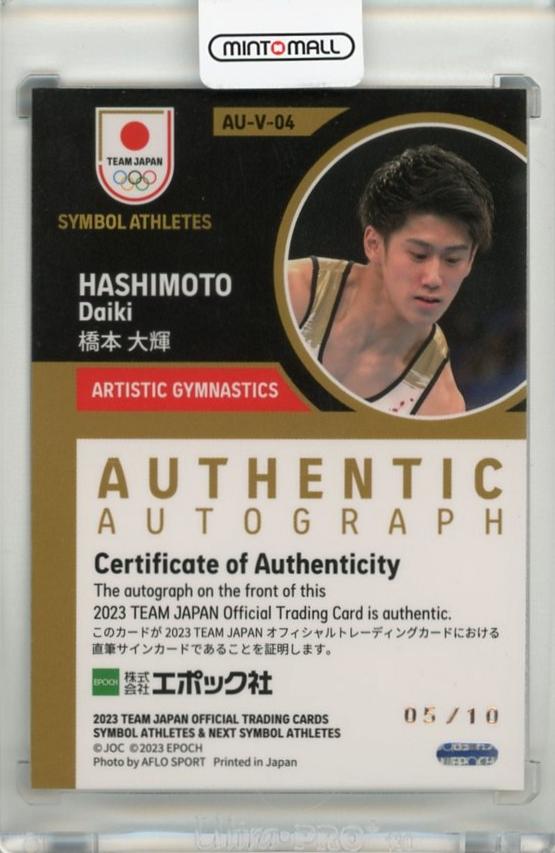 MINTOMALL
AU-V-04
TEAM JAPAN
SYMBOL ATHLETES
HASHIMOTO
Daiki
橋本 大輝
ARTISTIC GYMNASTICS
AUTHENTIC
AUTOGRAPH
Certificate of Authenticity
The autograph on the front of this
2023 TEAM JAPAN Official Trading Card is authentic.
このカードが 2023 TEAM JAPAN オフィシャルトレーディングカードにおける
直筆サインカードであることを証明します。
EPOCH 株式会社エポック社
05/10
2023 TEAM JAPAN OFFICIAL TRADING CARDS
SYMBOL ATHLETES & NEXT SYMBOL ATHLETES
©JOC ©2023 EPOCH
Photo by AFLO SPORT Printed in Japan